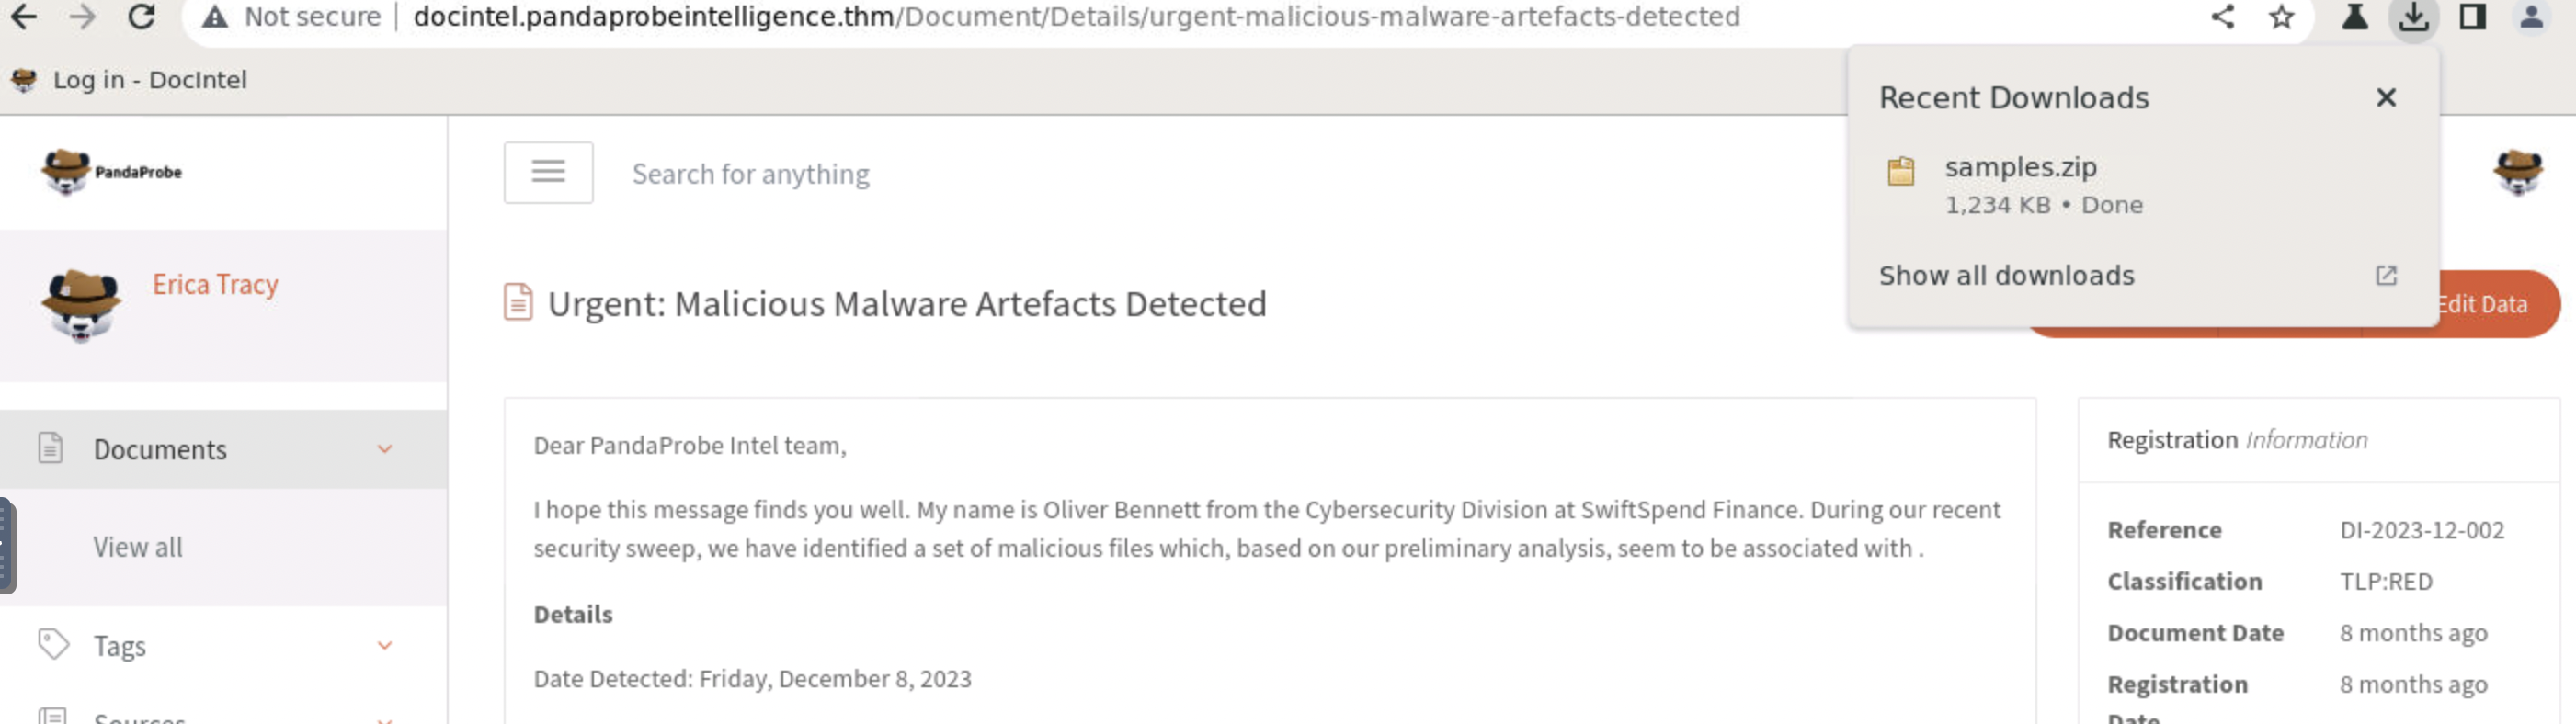 Not secure
docintel.pandaprobeintelligence.thm/Document/Details/urgent-malicious-malware-artefacts-detected
Log in - DocIntel
Recent Downloads
samples.zip
1,234 KB • Done
Show all downloads
PandaProbe
Search for anything
Erica Tracy
Urgent: Malicious Malware Artefacts Detected
Edit Data
Documents
View all
Tags
Sources
Dear PandaProbe Intel team,
I hope this message finds you well. My name is Oliver Bennett from the Cybersecurity Division at SwiftSpend Finance. During our recent
security sweep, we have identified a set of malicious files which, based on our preliminary analysis, seem to be associated with .
Details
Date Detected: Friday, December 8, 2023
Registration Information
Reference DI-2023-12-002
Classification TLP:RED
Document Date 8 months ago
Registration 8 months ago
Date